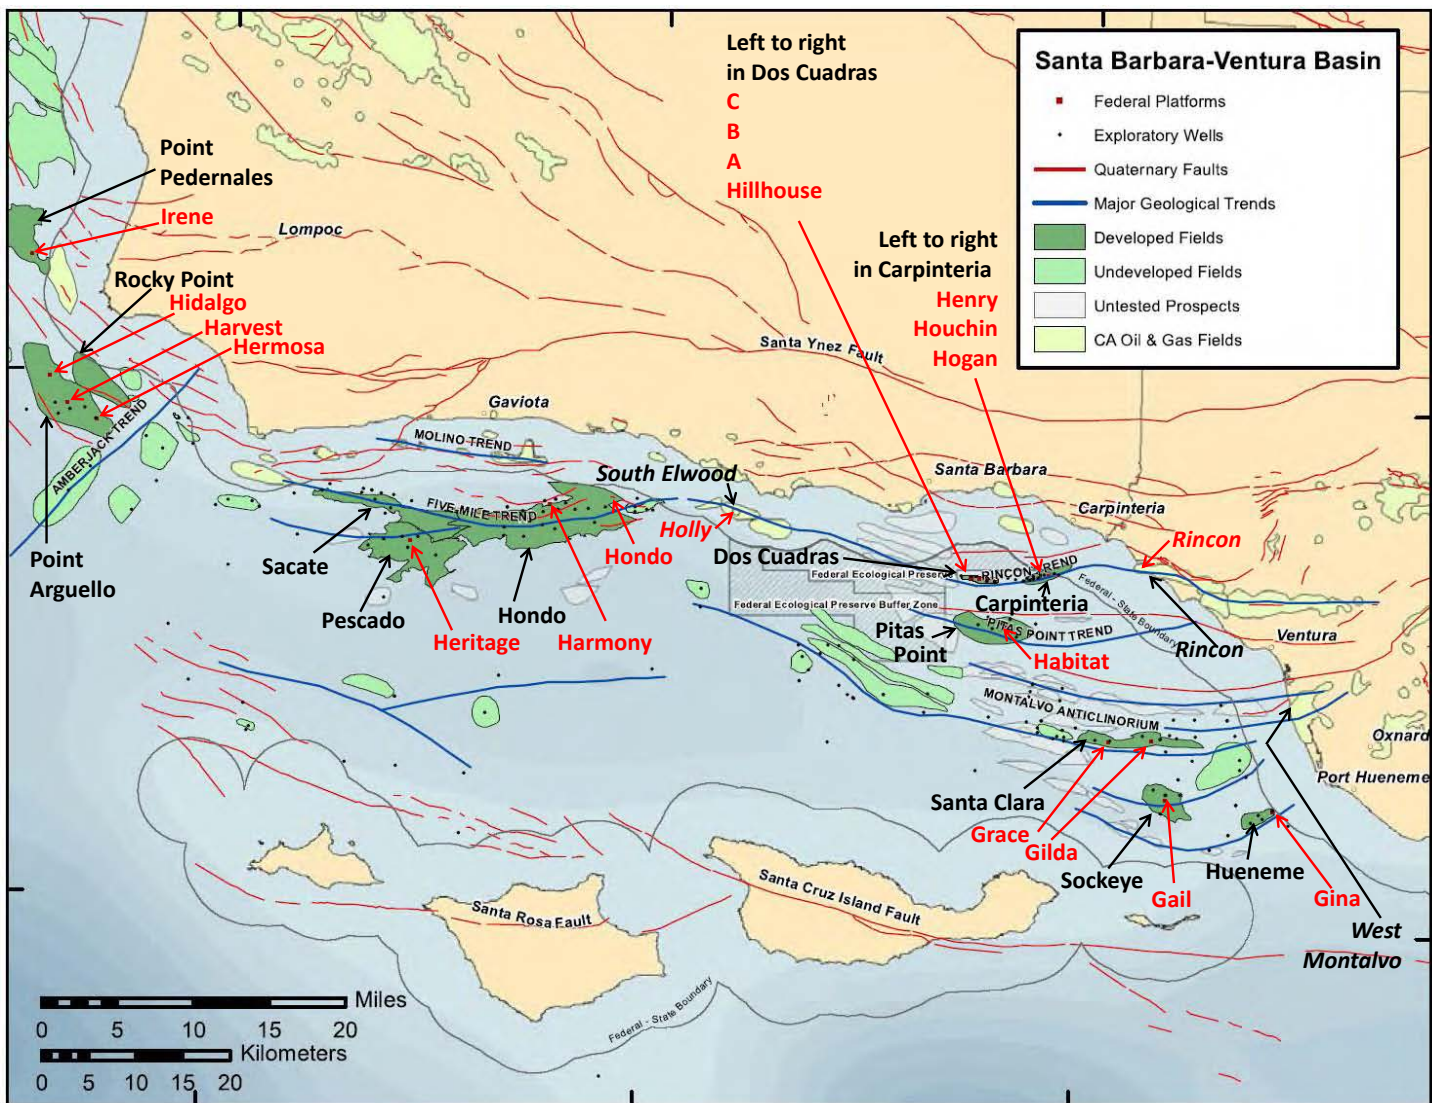 Left to right
in Dos Cuadras
C
B
A
Hillhouse
Santa Barbara-Ventura Basin
Federal Platforms
Exploratory Wells
Quaternary Faults
Major Geological Trends
Developed Fields
Undeveloped Fields
Untested Prospects
CA Oil & Gas Fields
Point
Pedernales
Irene
Lompoc
Left to right
in Carpinteria
Henry
Houchin
Hogan
Rocky Point
Hidalgo
Harvest
Hermosa
Santa Ynez Fault
Gaviota
AMBERJACK TREND
MOLINO TREND
South Elwood
Santa Barbara
Carpinteria
FIVE MILE TREND
Holly
Hondo
Rincon
Point
Arguello
Sacate
Dos Cuadras
Federal Ecological Preserve
RINCON TREND
Federal - State Boundary
Pescado
Hondo
Federal Ecological Preserve Buffer Zone
Carpinteria
Heritage
Harmony
Pitas
Point
PITAS POINT TREND
Habitat
Rincon
Ventura
MONTALVO ANTICLINORIUM
Oxnard
Port Hueneme
Santa Clara
Grace
Gilda
Sockeye
Gail
Hueneme
Gina
West
Montalvo
Santa Rosa Fault
Santa Cruz Island Fault
Federal - State Boundary
Miles
0 5 10 15 20
Kilometers
0 5 10 15 20